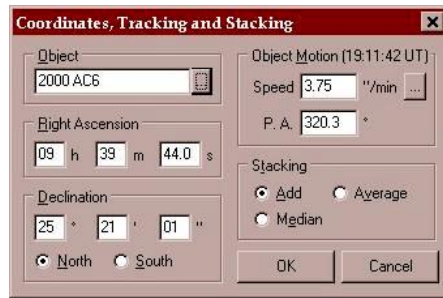 Coordinates, Tracking and Stacking
Object
2000 AC6
Right Ascension
09 h 39 m 44.0 s
Declination
25 ° 21 ' 01 "
North South
Object Motion (19:11:42 UT)
Speed 3.75 "/min ...
P. A. 320.3 °
Stacking
Add Average
Median
OK Cancel